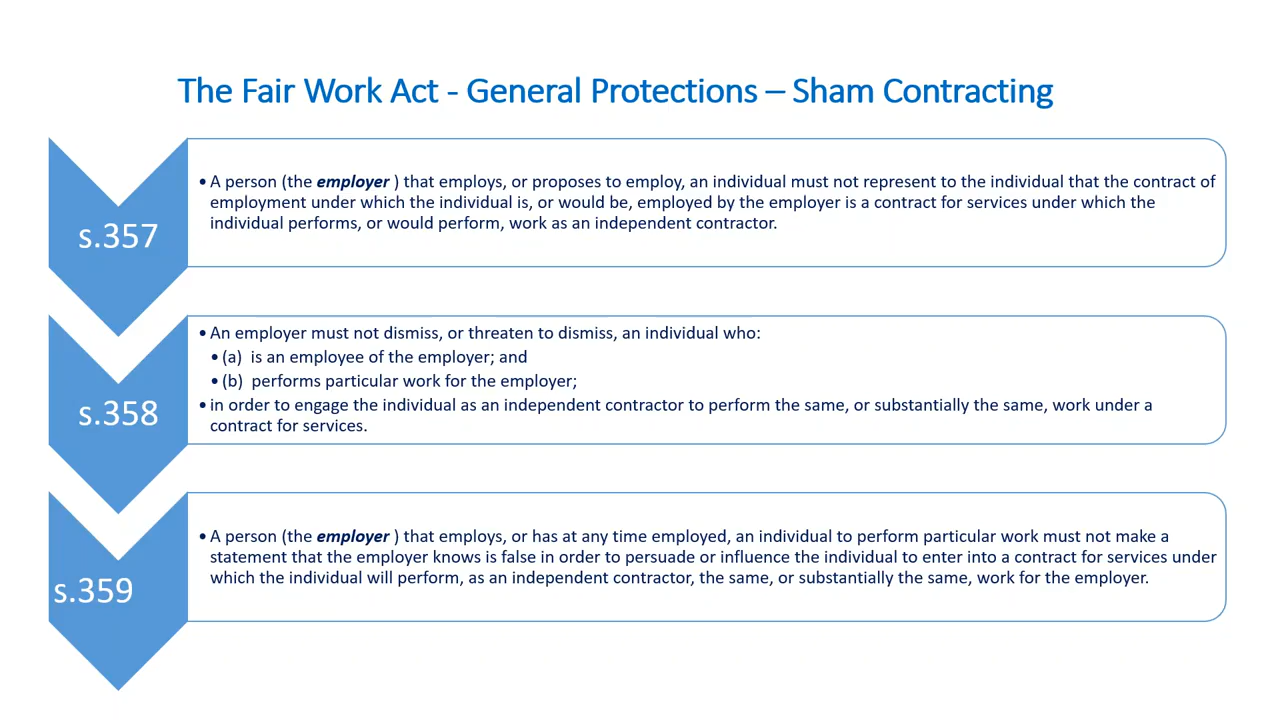 The Fair Work Act - General Protections – Sham Contracting
s.357
• A person (the employer ) that employs, or proposes to employ, an individual must not represent to the individual that the contract of
employment under which the individual is, or would be, employed by the employer is a contract for services under which the
individual performs, or would perform, work as an independent contractor.
s.358
• An employer must not dismiss, or threaten to dismiss, an individual who:
• (a) is an employee of the employer; and
• (b) performs particular work for the employer;
• in order to engage the individual as an independent contractor to perform the same, or substantially the same, work under a
contract for services.
s.359
• A person (the employer ) that employs, or has at any time employed, an individual to perform particular work must not make a
statement that the employer knows is false in order to persuade or influence the individual to enter into a contract for services under
which the individual will perform, as an independent contractor, the same, or substantially the same, work for the employer.